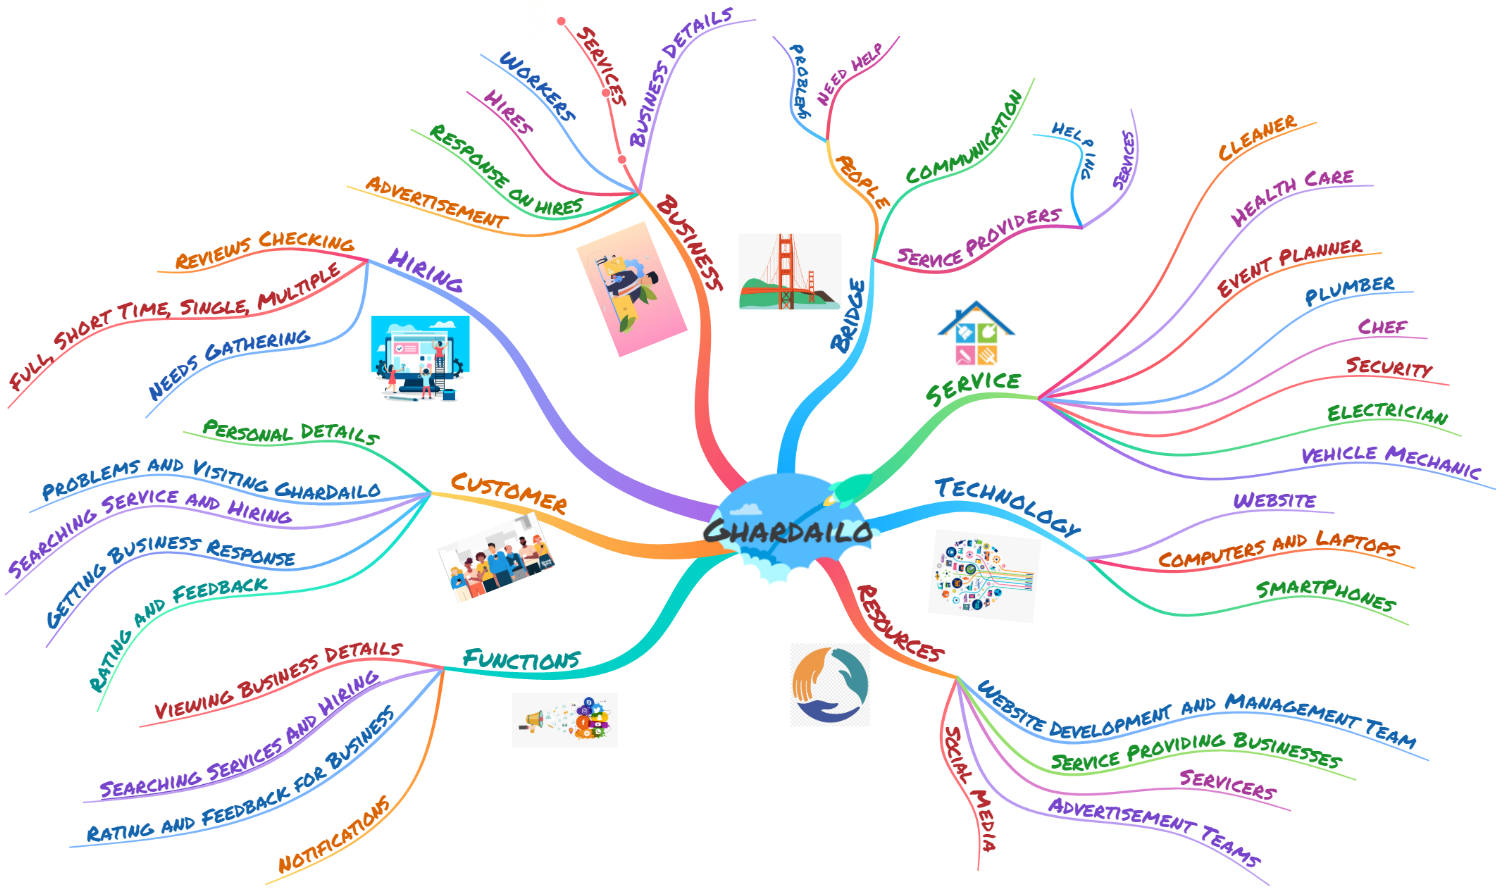 Ghardailo
Bridge
People
Problems
Need Help
Communication
Service Providers
Helping
Services
Service
Cleaner
Health Care
Event Planner
Plumber
Chef
Security
Electrician
Vehicle Mechanic
Technology
Website
Computers and Laptops
SmartPhones
Resources
Website Development and Management Team
Service Providing Businesses
Servicers
Advertisement Teams
Social Media
Functions
Viewing Business Details
Searching Services And Hiring
Rating and Feedback for Business
Notifications
Customer
Personal Details
Problems and Visiting GharDailo
Searching Service and Hiring
Getting Business Response
Rating and Feedback
Hiring
Reviews Checking
Full, Short Time, Single, Multiple
Needs Gathering
Business
Business Details
Services
Workers
Hires
Response on hires
Advertisement